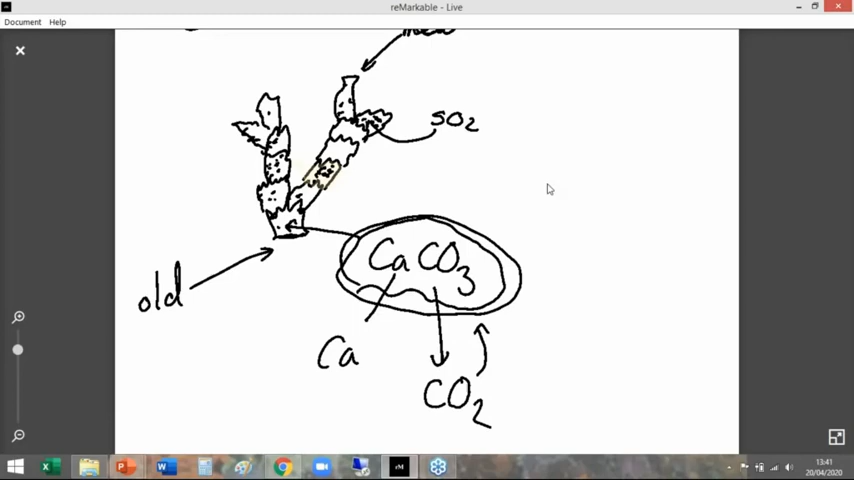 reMarkable - Live
Document Help
SO2
CaCO3
old
Ca
CO2
13:41
20/04/2020